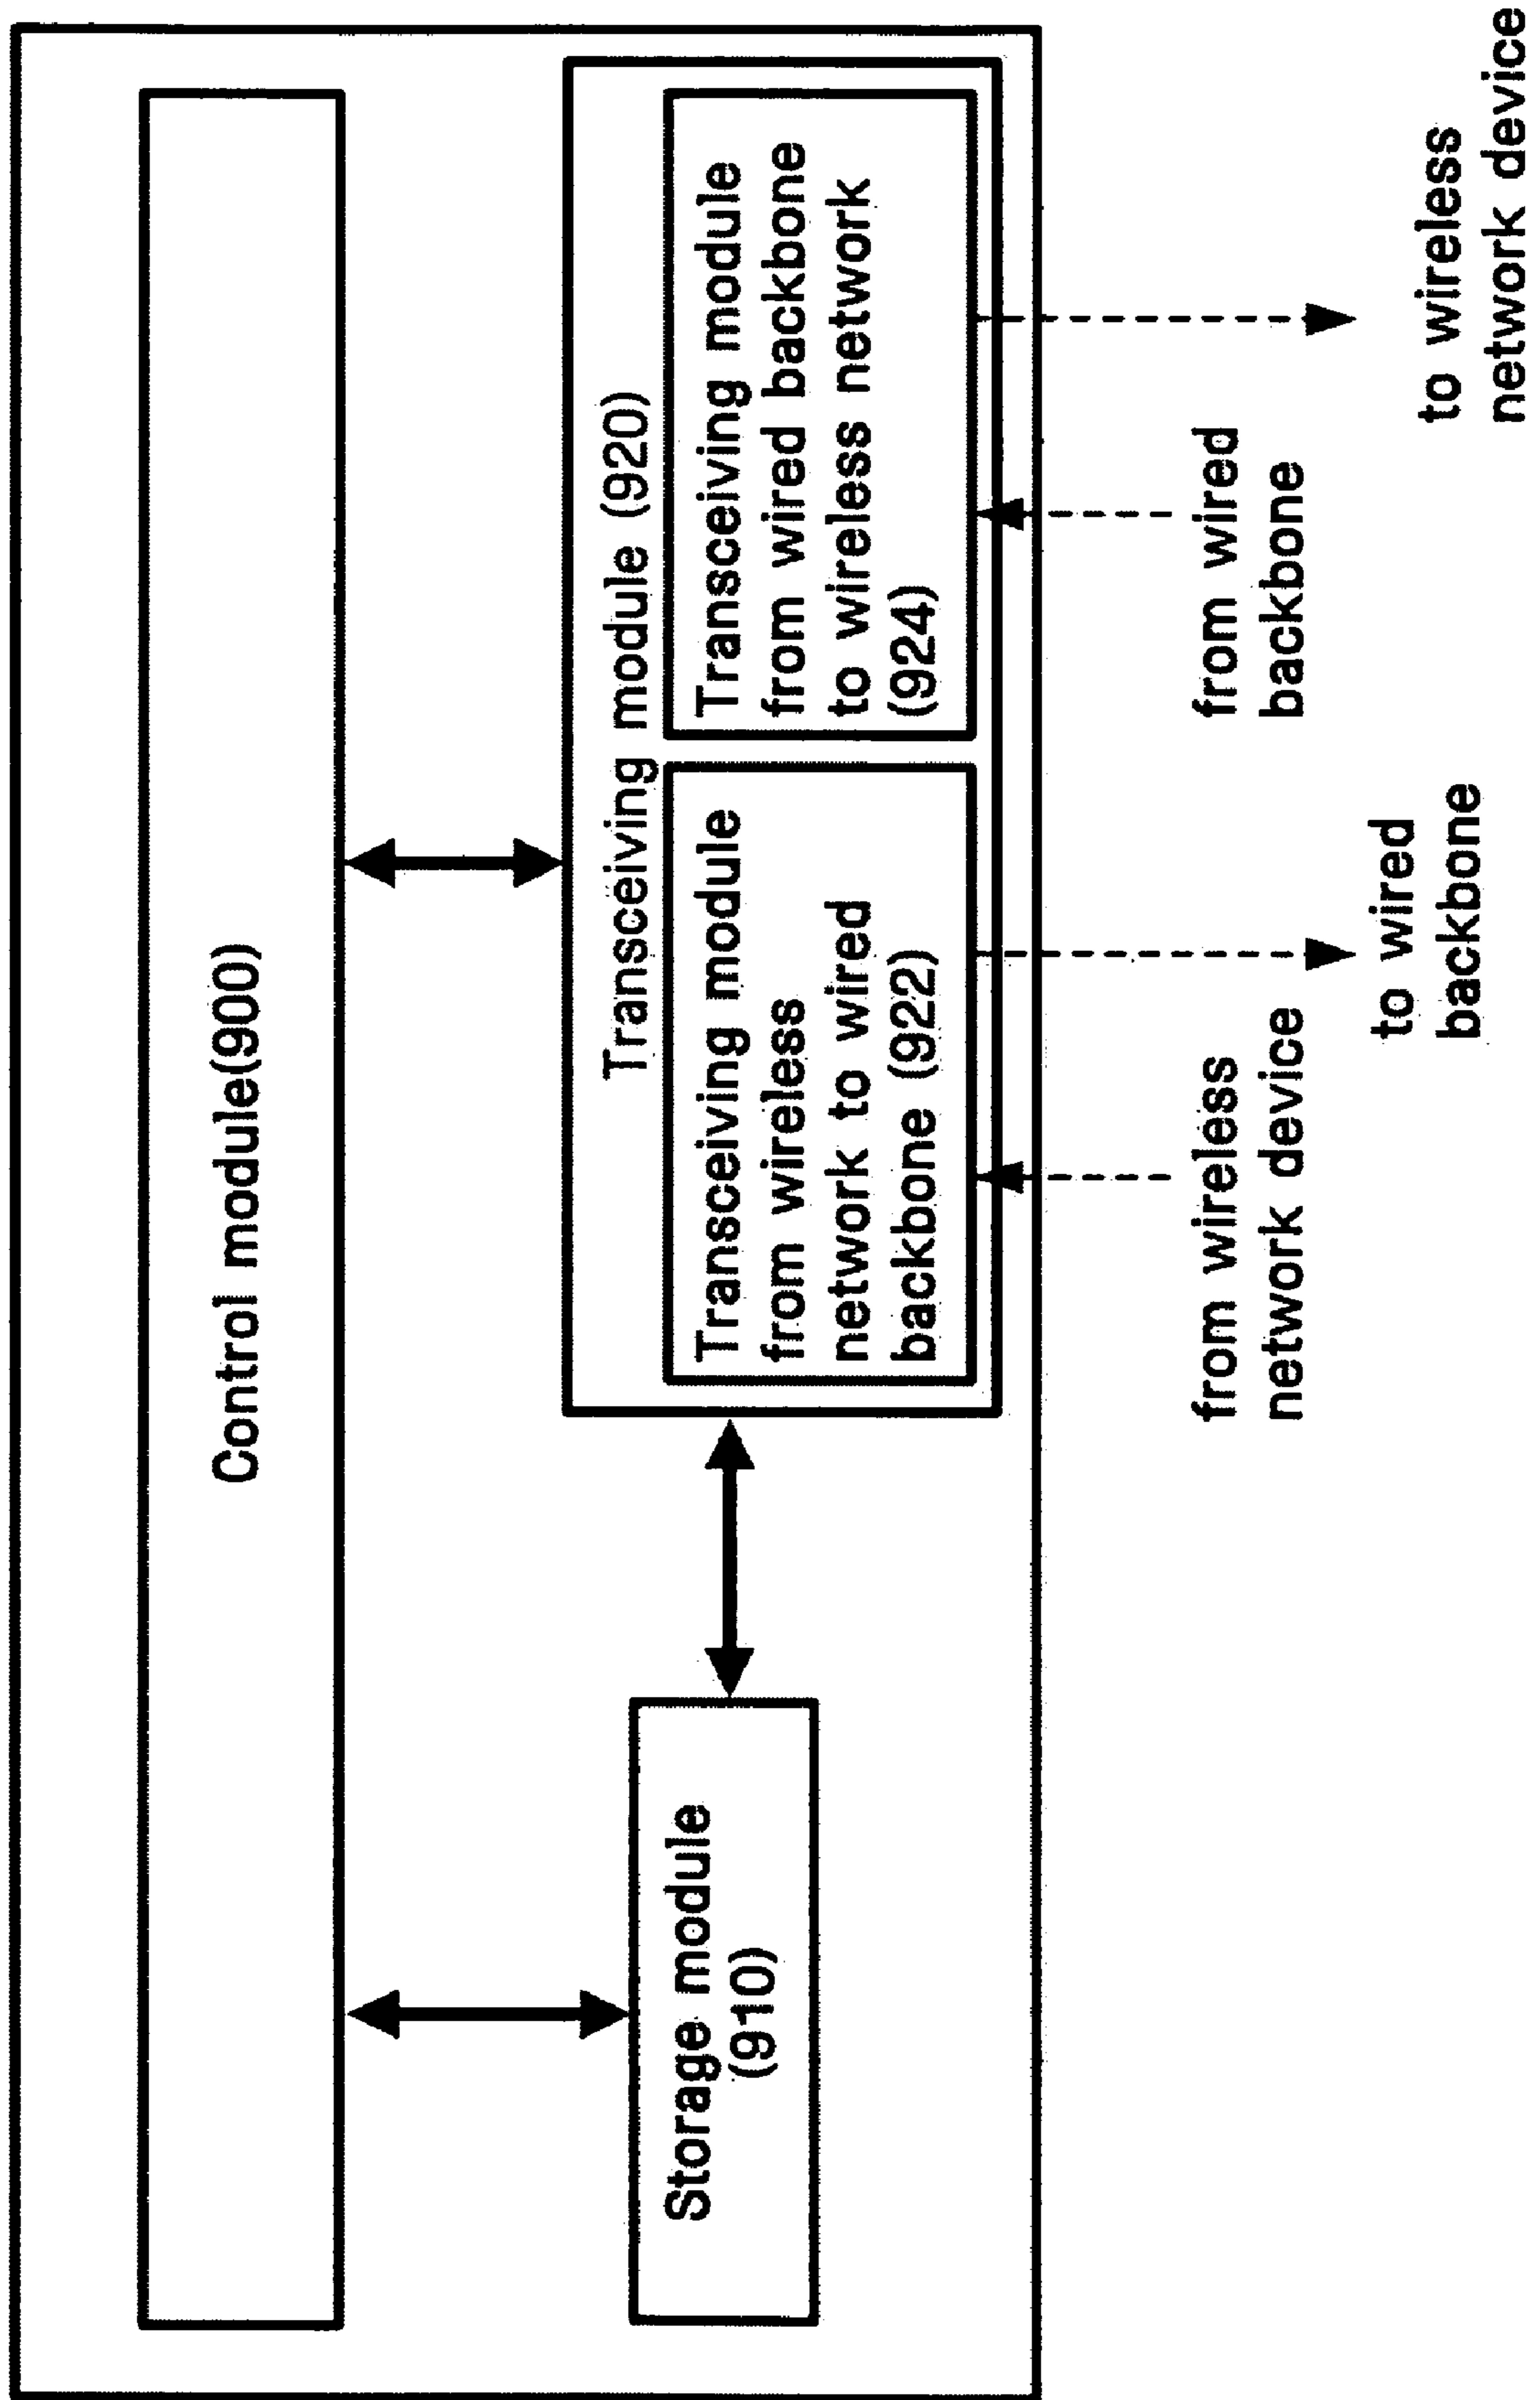 Control module(900)
Storage module
(910)
Transceiving module (920)
Transceiving module
from wireless
network to wired
backbone (922)
Transceiving module
from wired backbone
to wireless network
(924)
from wireless
network device
to wired
backbone
from wired
backbone
to wireless
network device